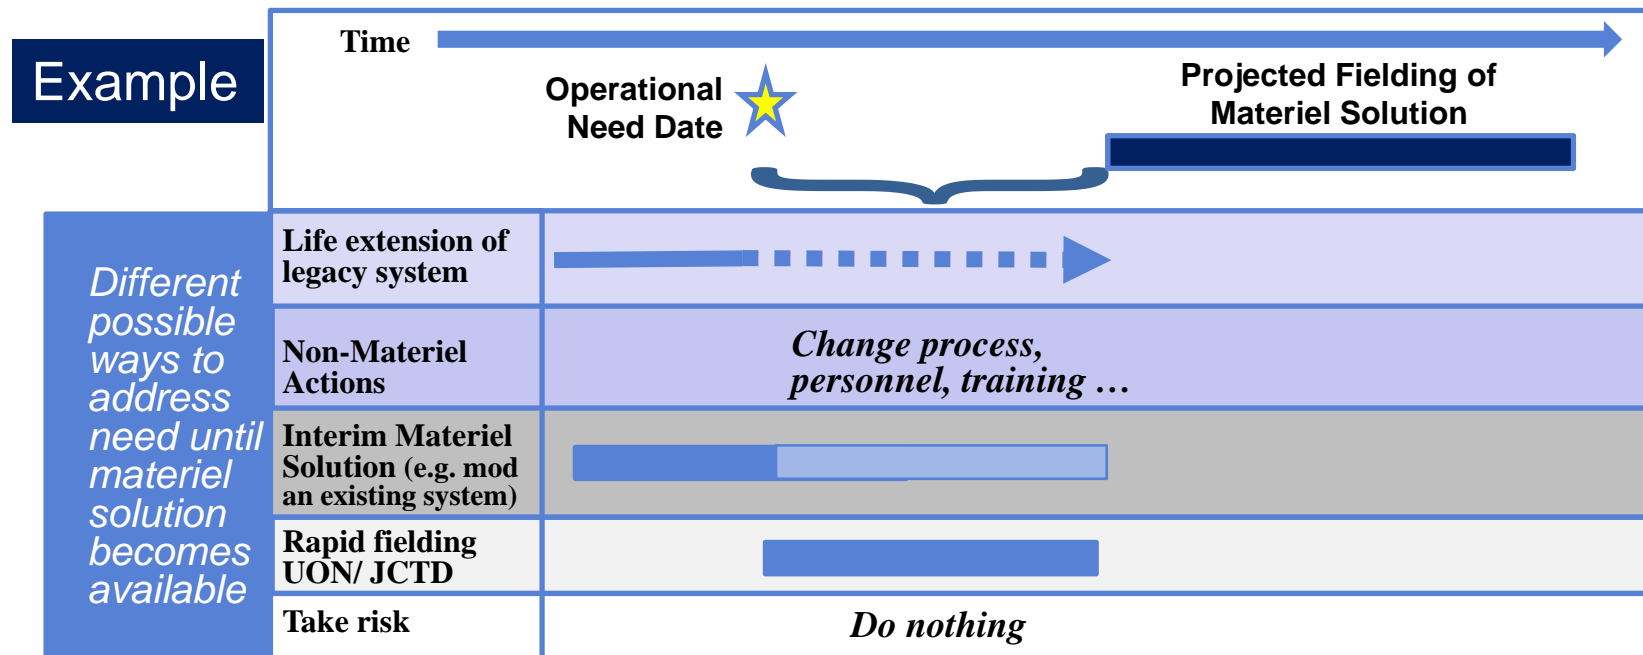 Example
Time
Operational
Need Date
Projected Fielding of
Materiel Solution
Different
possible
ways to
address
need until
materiel
solution
becomes
available
Life extension of
legacy system
Non-Materiel
Actions
Change process,
personnel, training …
Interim Materiel
Solution (e.g. mod
an existing system)
Rapid fielding
UON/ JCTD
Take risk
Do nothing